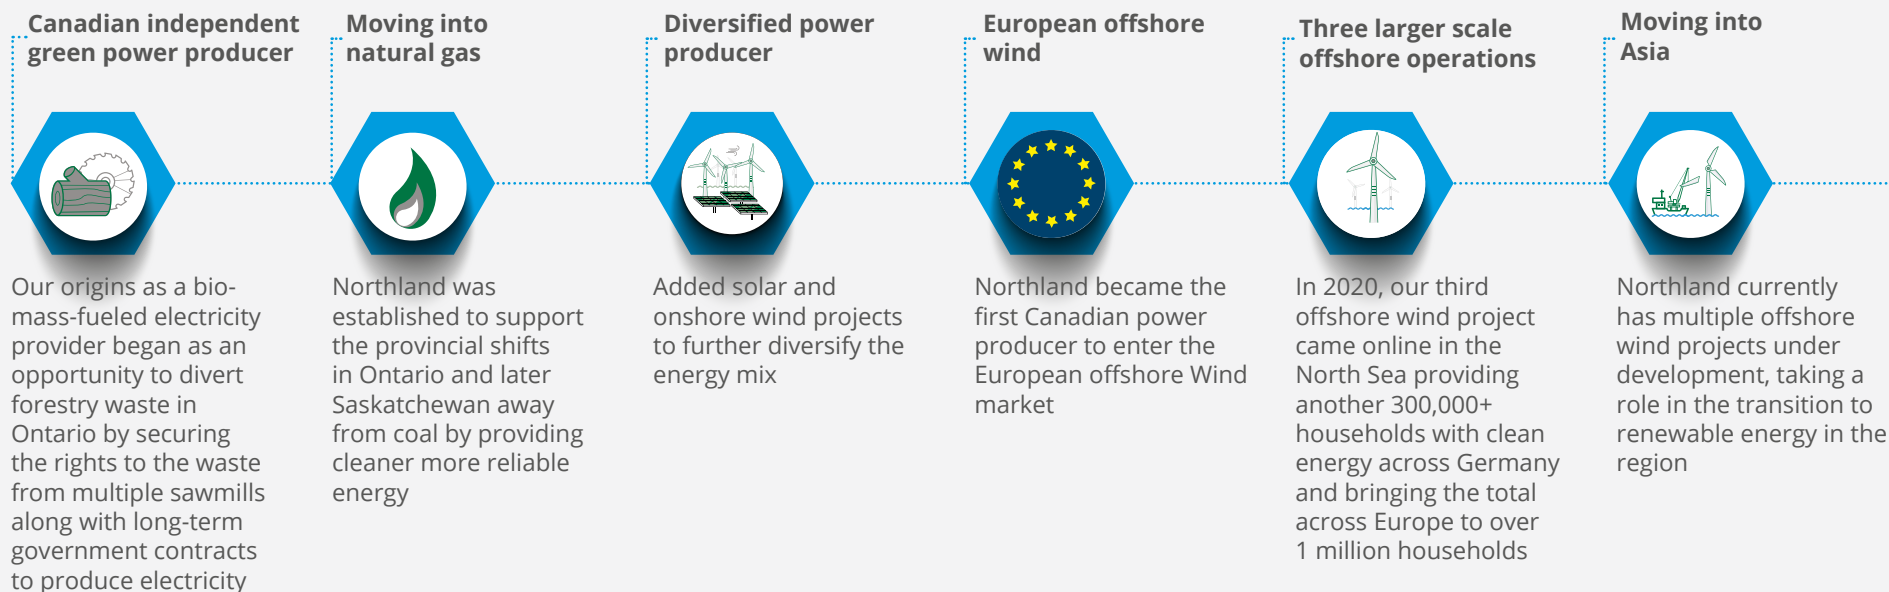 Canadian independent
green power producer
Our origins as a bio-
mass-fueled electricity
provider began as an
opportunity to divert
forestry waste in
Ontario by securing
the rights to the waste
from multiple sawmills
along with long-term
government contracts
to produce electricity
Moving into
natural gas
Northland was
established to support
the provincial shifts
in Ontario and later
Saskatchewan away
from coal by providing
cleaner more reliable
energy
Diversified power
producer
Added solar and
onshore wind projects
to further diversify the
energy mix
European offshore
wind
Northland became the
first Canadian power
producer to enter the
European offshore Wind
market
Three larger scale
offshore operations
In 2020, our third
offshore wind project
came online in the
North Sea providing
another 300,000+
households with clean
energy across Germany
and bringing the total
across Europe to over
1 million households
Moving into
Asia
Northland currently
has multiple offshore
wind projects under
development, taking a
role in the transition to
renewable energy in the
region